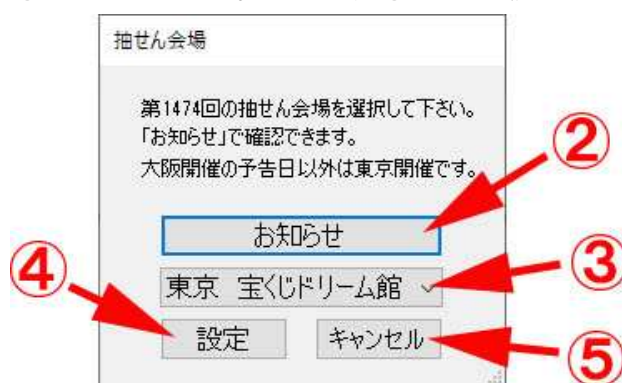 抽せん会場
第1474回の抽せん会場を選択して下さい。
「お知らせ」で確認できます。
大阪開催の予告日以外は東京開催です。
②
お知らせ
③
東京 宝くじドリーム館
④
設定
キャンセル
⑤